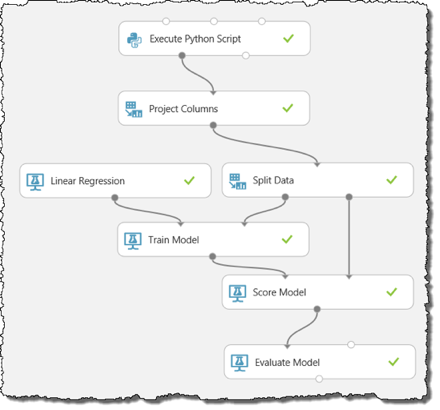 Execute Python Script
Project Columns
Linear Regression
Split Data
Train Model
Score Model
Evaluate Model